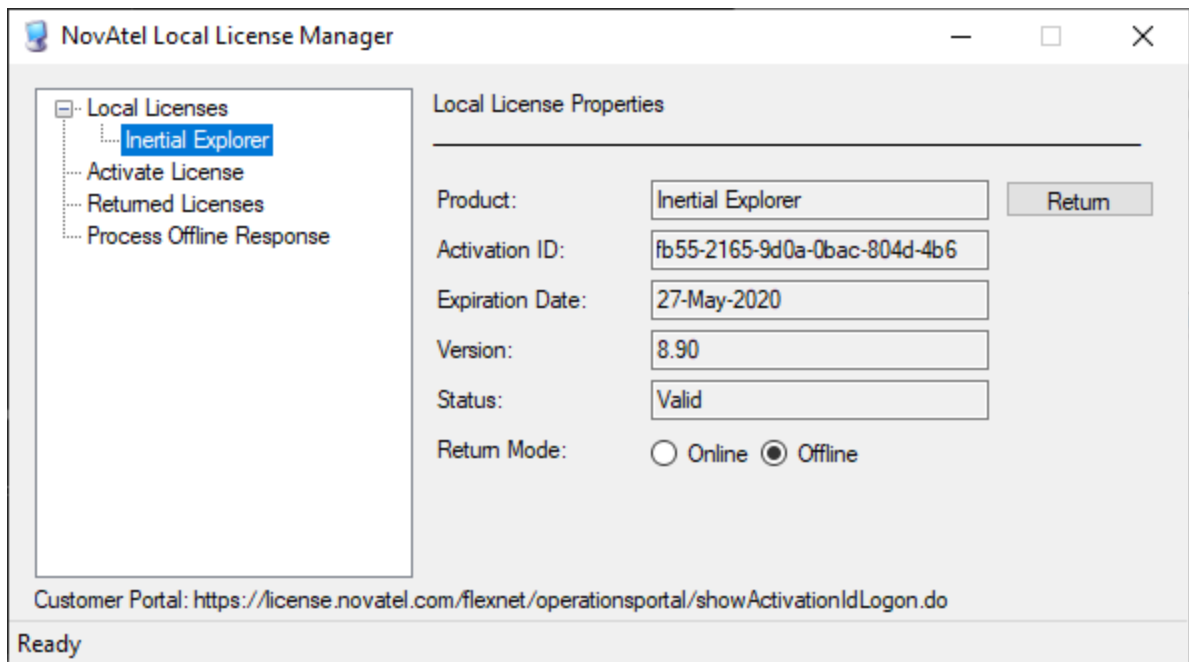 NovAtel Local License Manager
Local Licenses
Inertial Explorer
Activate License
Returned Licenses
Process Offline Response
Local License Properties
Product: Inertial Explorer Return
Activation ID: fb55-2165-9d0a-0bac-804d-4b6
Expiration Date: 27-May-2020
Version: 8.90
Status: Valid
Return Mode: Online Offline
Customer Portal: https://license.novatel.com/flexnet/operationsportal/showActivationIdLogon.do
Ready